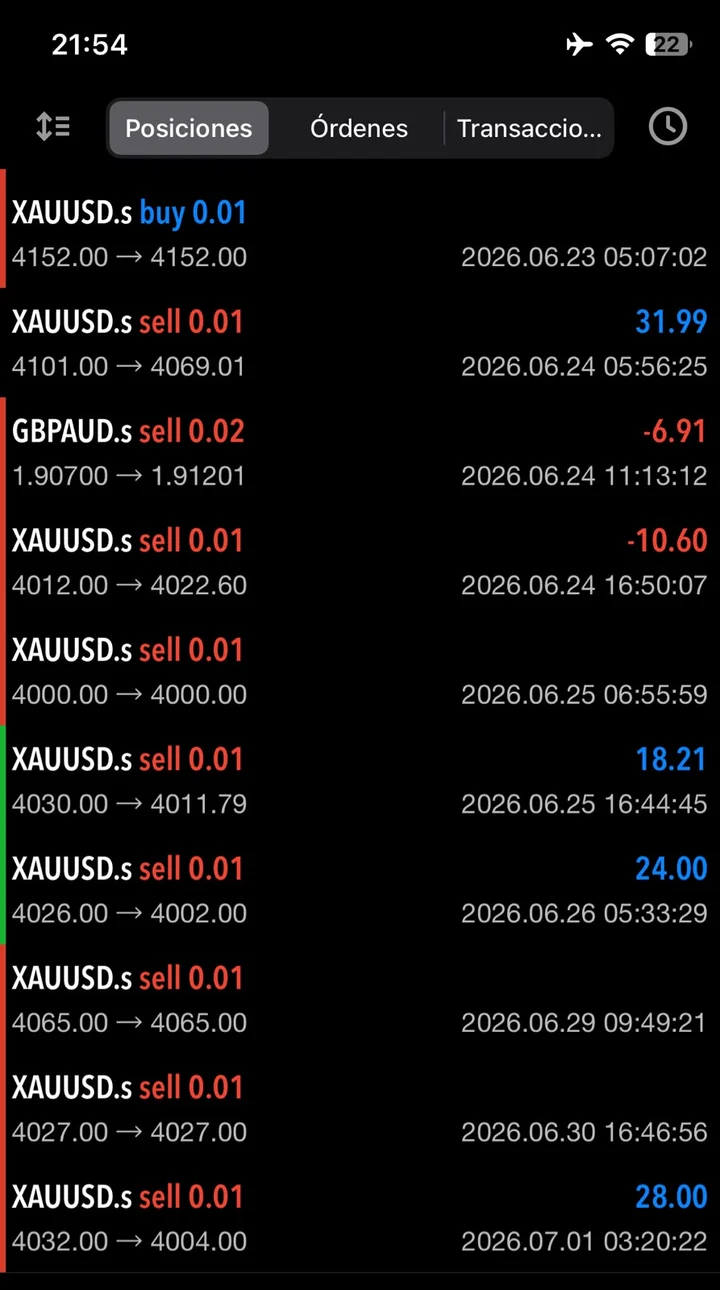 21:54
22
Posiciones Órdenes Transaccio...
XAUUSD.s buy 0.01
4152.00 → 4152.00 2026.06.23 05:07:02
XAUUSD.s sell 0.01 31.99
4101.00 → 4069.01 2026.06.24 05:56:25
GBPAUD.s sell 0.02 -6.91
1.90700 → 1.91201 2026.06.24 11:13:12
XAUUSD.s sell 0.01 -10.60
4012.00 → 4022.60 2026.06.24 16:50:07
XAUUSD.s sell 0.01
4000.00 → 4000.00 2026.06.25 06:55:59
XAUUSD.s sell 0.01 18.21
4030.00 → 4011.79 2026.06.25 16:44:45
XAUUSD.s sell 0.01 24.00
4026.00 → 4002.00 2026.06.26 05:33:29
XAUUSD.s sell 0.01
4065.00 → 4065.00 2026.06.29 09:49:21
XAUUSD.s sell 0.01
4027.00 → 4027.00 2026.06.30 16:46:56
XAUUSD.s sell 0.01 28.00
4032.00 → 4004.00 2026.07.01 03:20:22